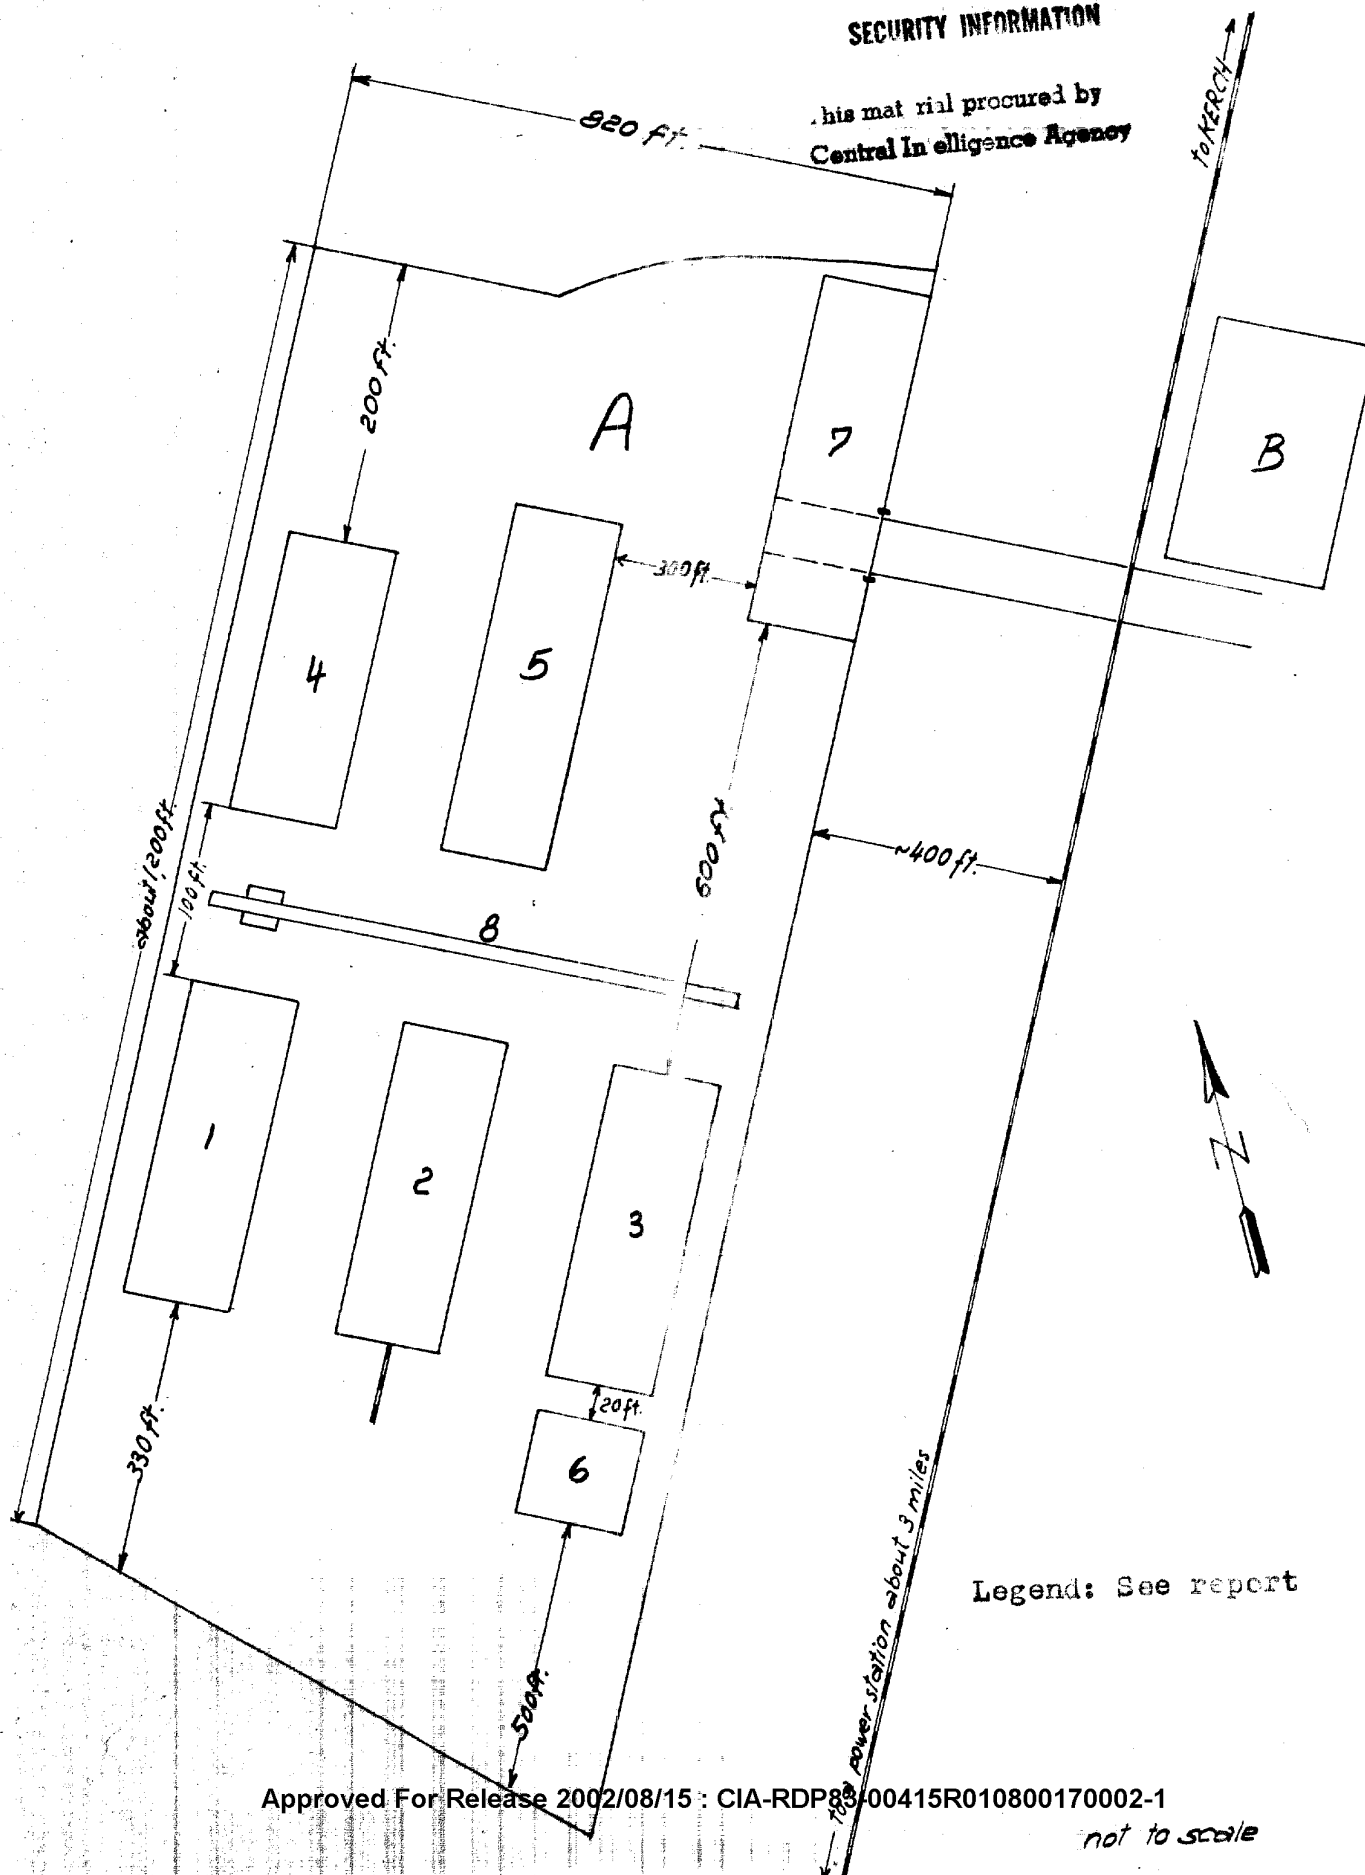 SECURITY INFORMATION
his mat rial procured by
Central In elligence Agency
to KERCH
820 ft.
200 ft.
A
7
B
300 ft.
4
5
600 ft.
about 1200 ft.
100 ft.
~400 ft.
8
1
2
3
N
20 ft.
6
330 ft.
500 ft.
to a power station about 3 miles
Legend: See report
Approved For Release 2002/08/15 : CIA-RDP83-00415R010800170002-1
not to scale